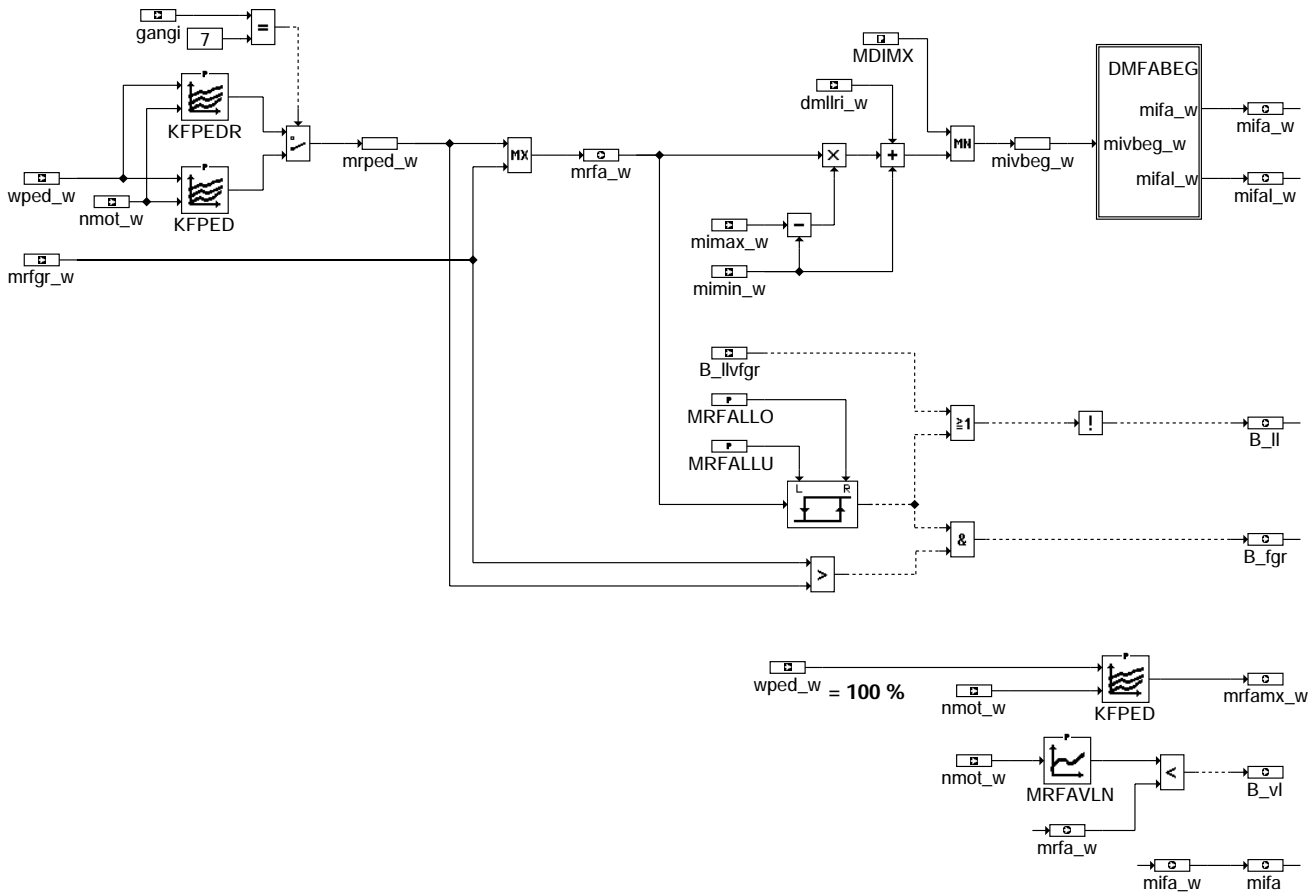 gangi
=
7
P
KFPEDR
P
KFPED
wped_w
nmot_w
mrfgr_w
mrped_w
MX
mrfa_w
MDIMX
dmllri_w
X
+
MN
mivbeg_w
mimax_w
-
mimin_w
DMFABEG
mifa_w
mivbeg_w
mifal_w
mifa_w
mifal_w
B_llvfgr
P
MRFALLO
P
MRFALLU
L R
≥1
!
B_ll
&
B_fgr
>
wped_w = 100 %
nmot_w
P
KFPED
mrfamx_w
nmot_w
P
MRFAVLN
<
B_vl
mrfa_w
mifa_w
mifa